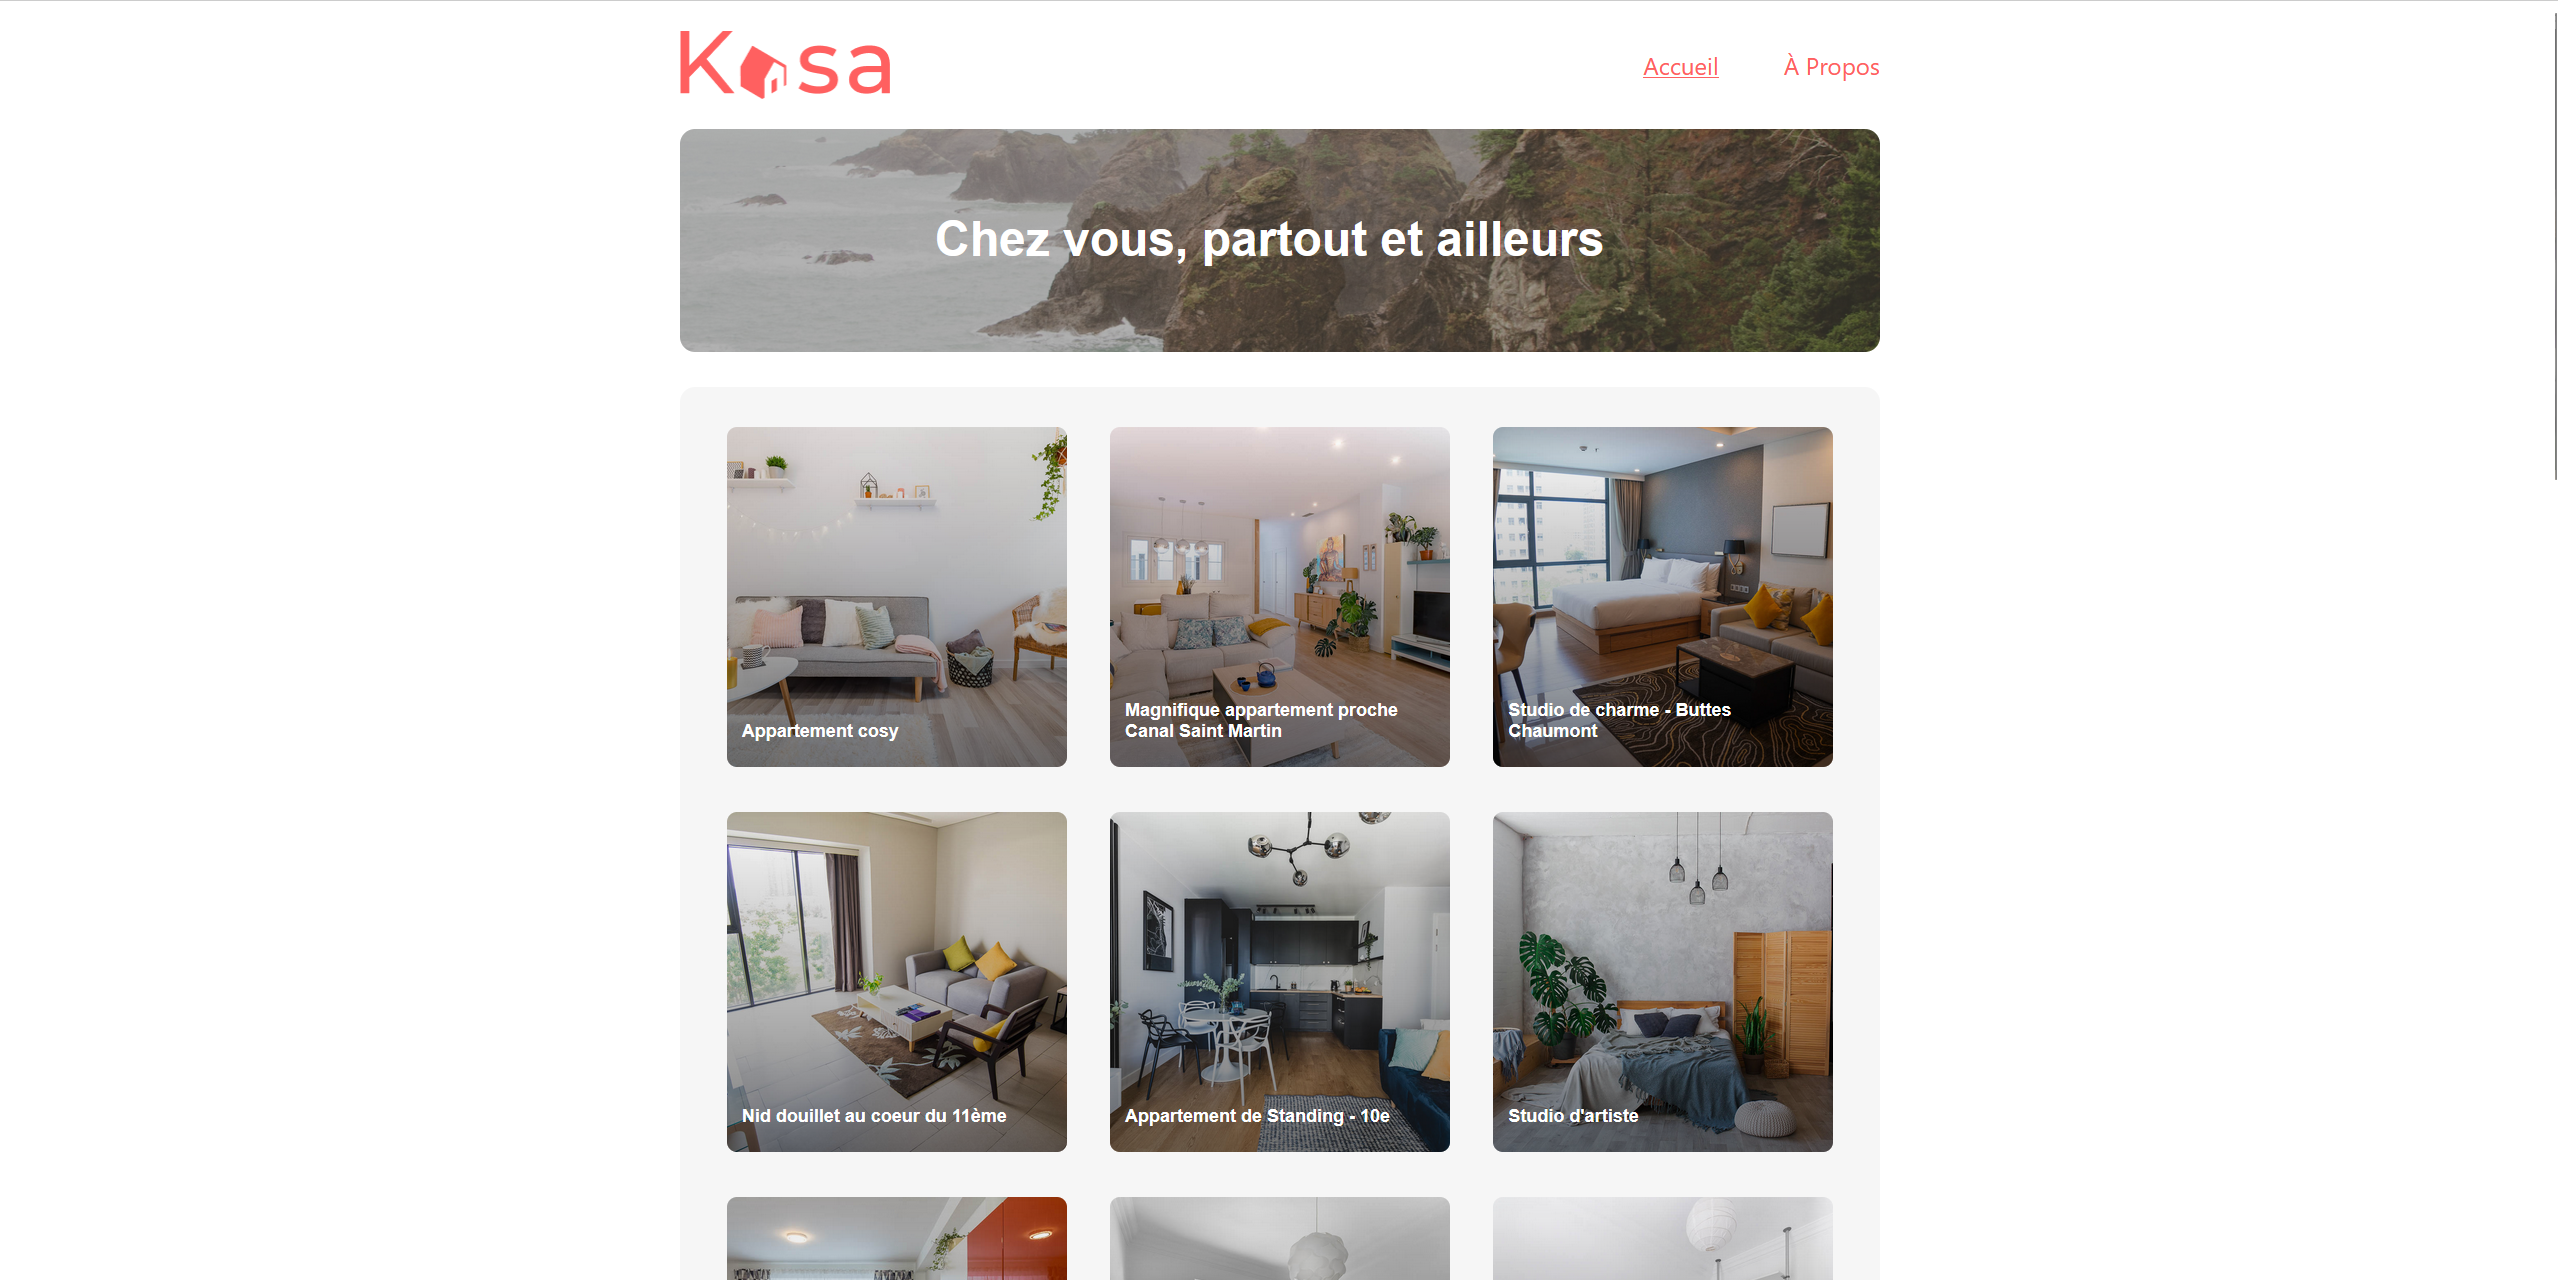 Kasa
Accueil
À Propos
Chez vous, partout et ailleurs
Appartement cosy
Magnifique appartement proche
Canal Saint Martin
Studio de charme - Buttes
Chaumont
Nid douillet au coeur du 11ème
Appartement de Standing - 10e
Studio d'artiste